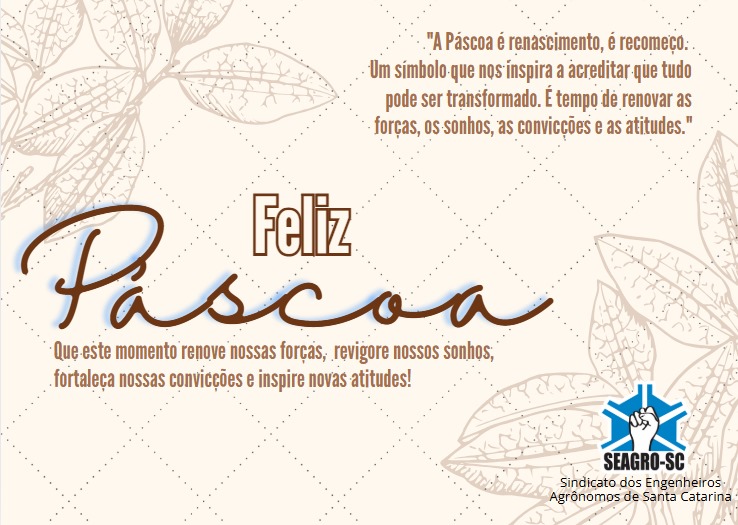 "A Páscoa é renascimento, é recomeço.
Um símbolo que nos inspira a acreditar que tudo
pode ser transformado. É tempo de renovar as
forças, os sonhos, as convicções e as atitudes."
Feliz
Páscoa
Que este momento renove nossas forças, revigore nossos sonhos,
fortaleça nossas convicções e inspire novas atitudes!
SEAGRO-SC
Sindicato dos Engenheiros
Agrônomos de Santa Catarina